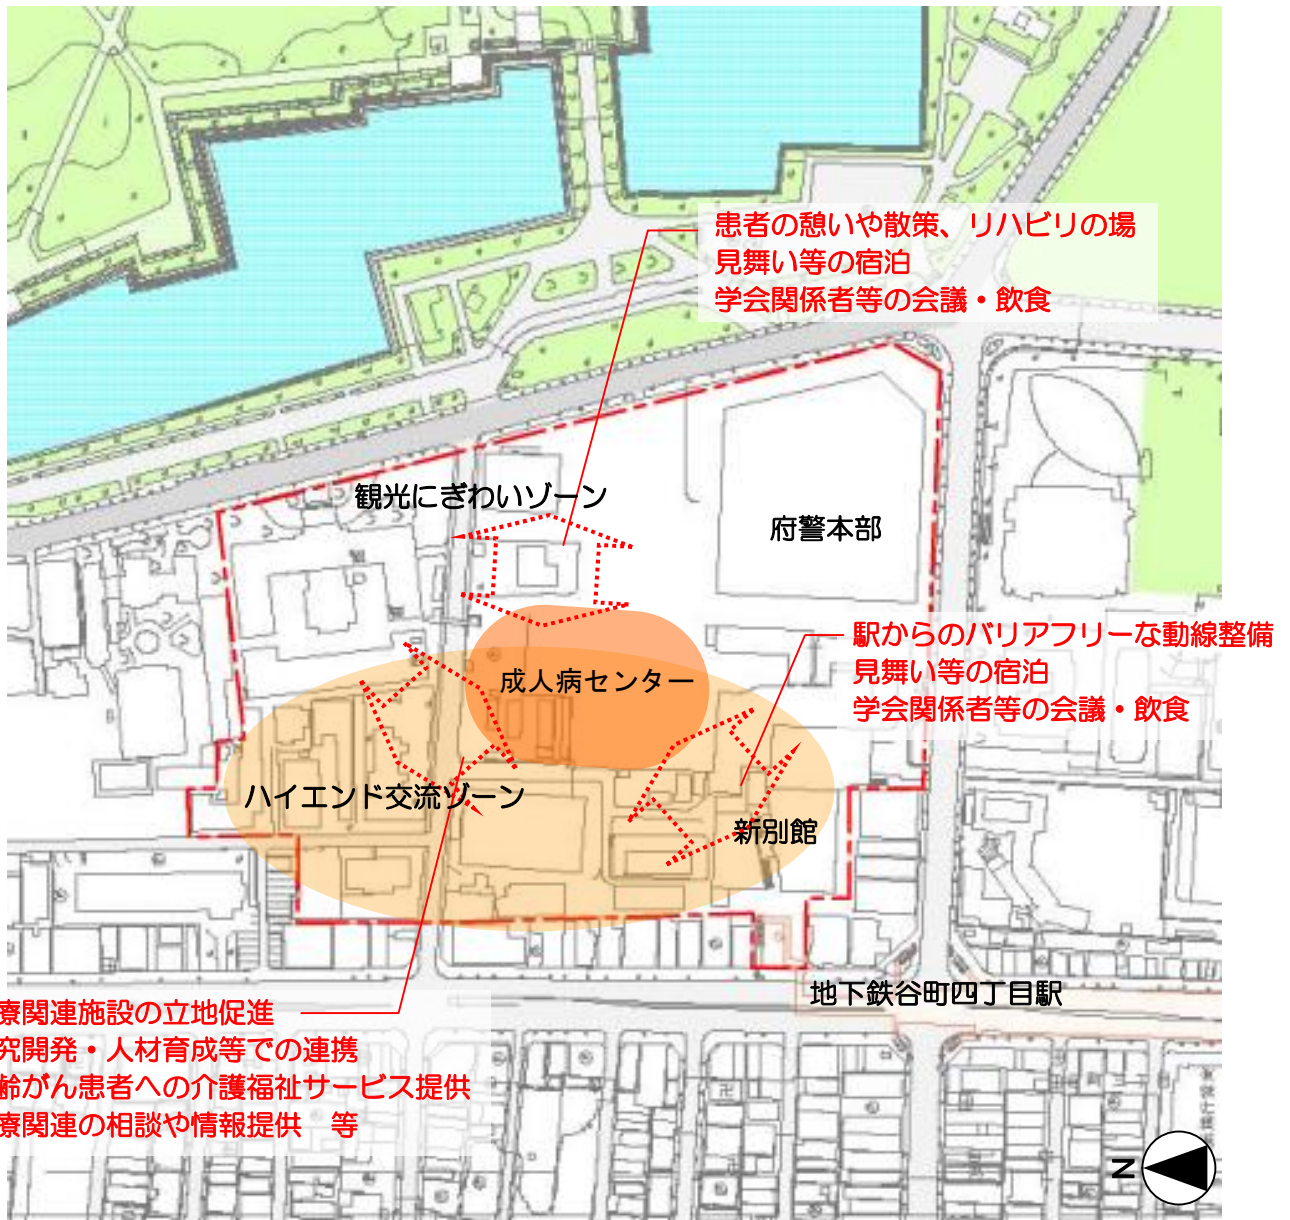 患者の憩いや散策、リハビリの場
見舞い等の宿泊
学会関係者等の会議・飲食
観光にぎわいゾーン
府警本部
駅からのバリアフリーな動線整備
見舞い等の宿泊
学会関係者等の会議・飲食
成人病センター
ハイエンド交流ゾーン
新別館
地下鉄谷町四丁目駅
療関連施設の立地促進
究開発・人材育成等での連携
齢がん患者への介護福祉サービス提供
療関連の相談や情報提供　等
N